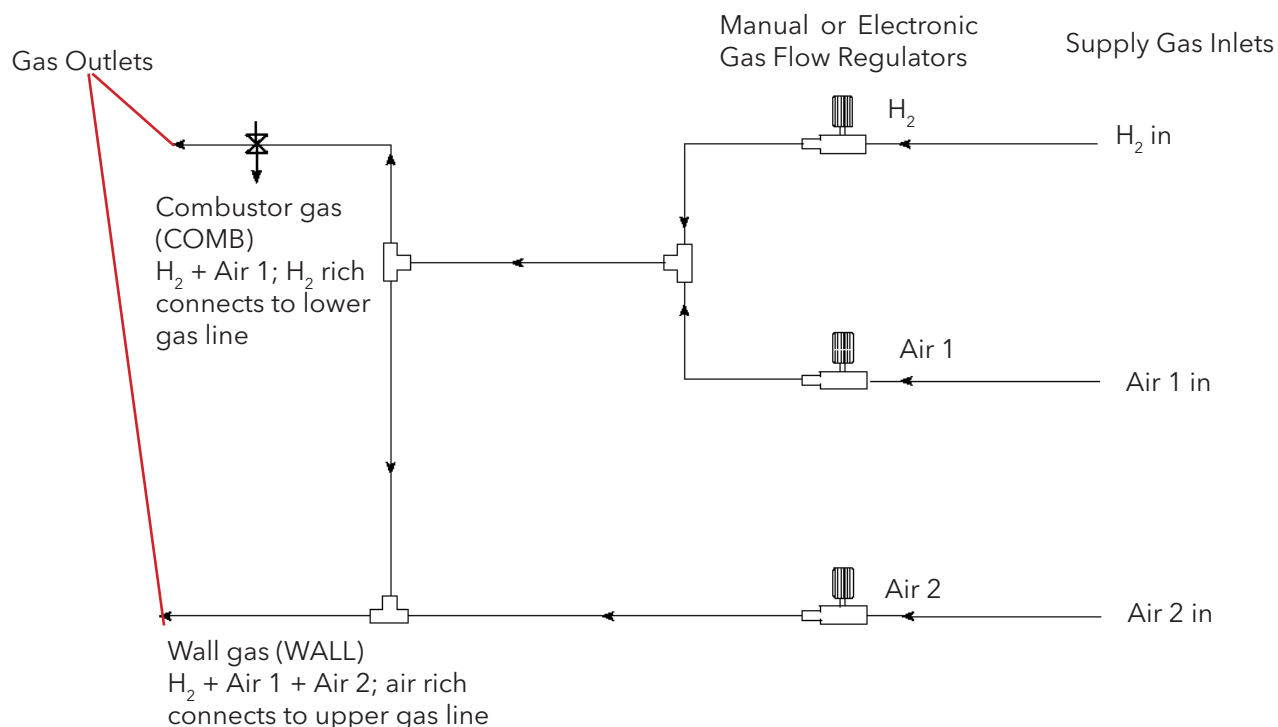 Manual or Electronic
Gas Flow Regulators
Supply Gas Inlets
Gas Outlets
H₂
H₂ in
Combustor gas
(COMB)
H₂ + Air 1; H₂ rich
connects to lower
gas line
Air 1
Air 1 in
Air 2
Air 2 in
Wall gas (WALL)
H₂ + Air 1 + Air 2; air rich
connects to upper gas line